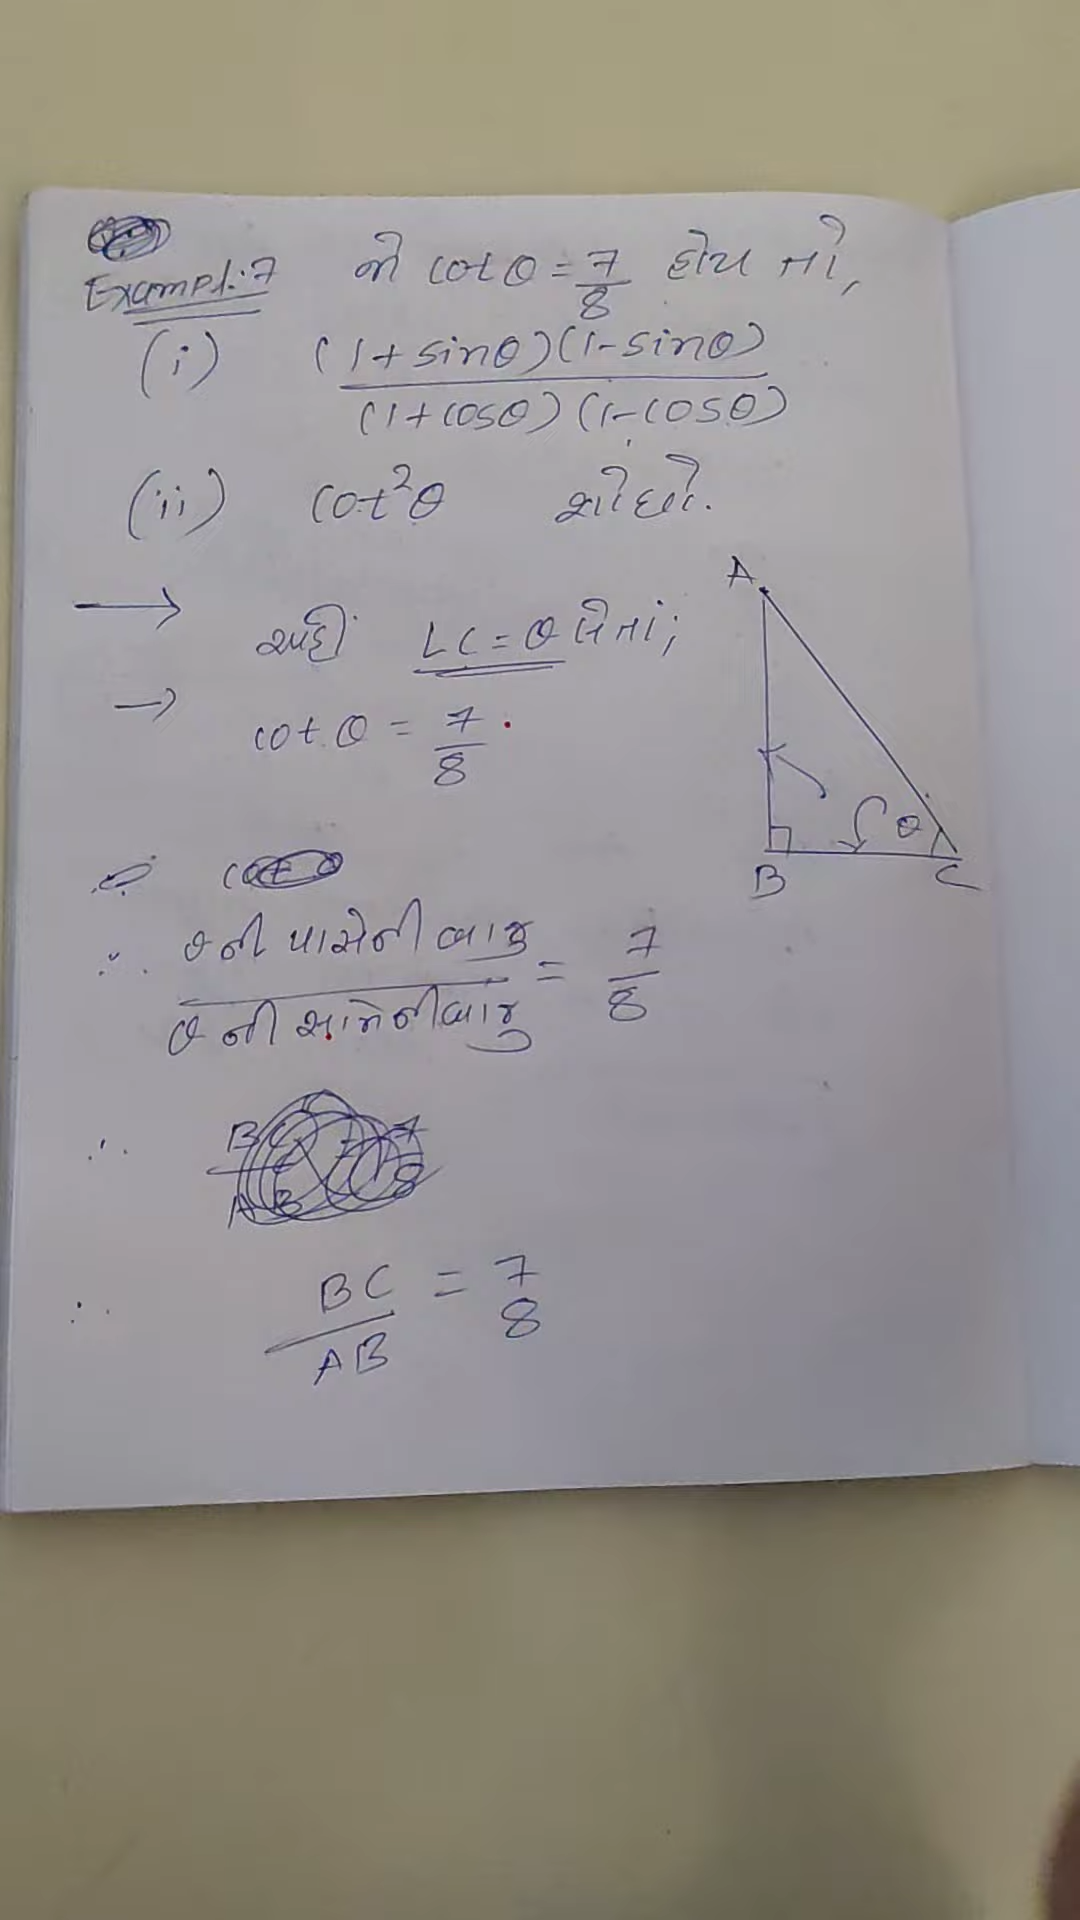 Exampl:7 જો cot θ = 7/8 હોય તો,
(i) (1+sinθ)(1-sinθ)
(1+cosθ)(1-cosθ)
(ii) cot²θ શોધો.
→ અહીં ∠C = θ લેતાં;
→ cot θ = 7/8
∴ θ ની પાસેની બાજુ / θ ની સામેની બાજુ = 7/8
∴ BC/AB = 7/8
A
θ
B C